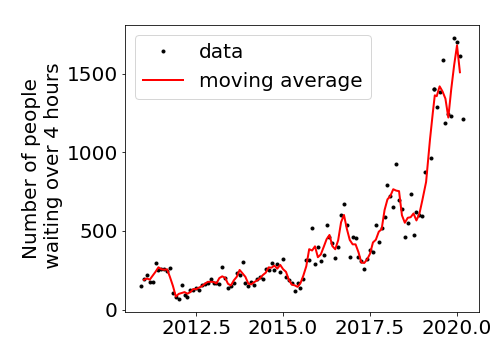 data
moving average
Number of people
waiting over 4 hours
1500
1000
500
0
2012.5 2015.0 2017.5 2020.0